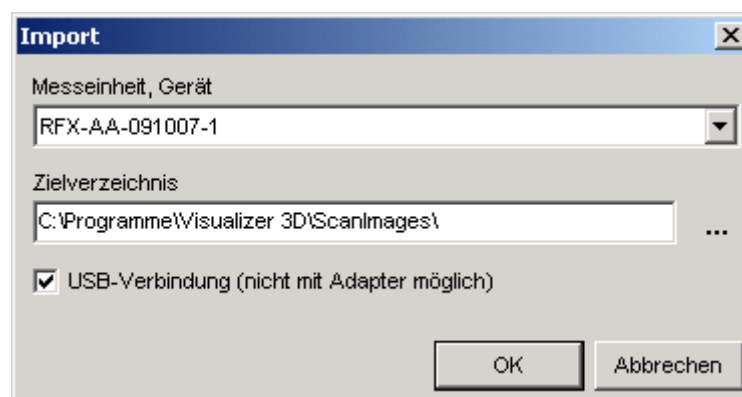 Import
Messeinheit, Gerät
RFX-AA-091007-1
Zielverzeichnis
C:\Programme\Visualizer 3D\ScanImages\
...
USB-Verbindung (nicht mit Adapter möglich)
OK
Abbrechen